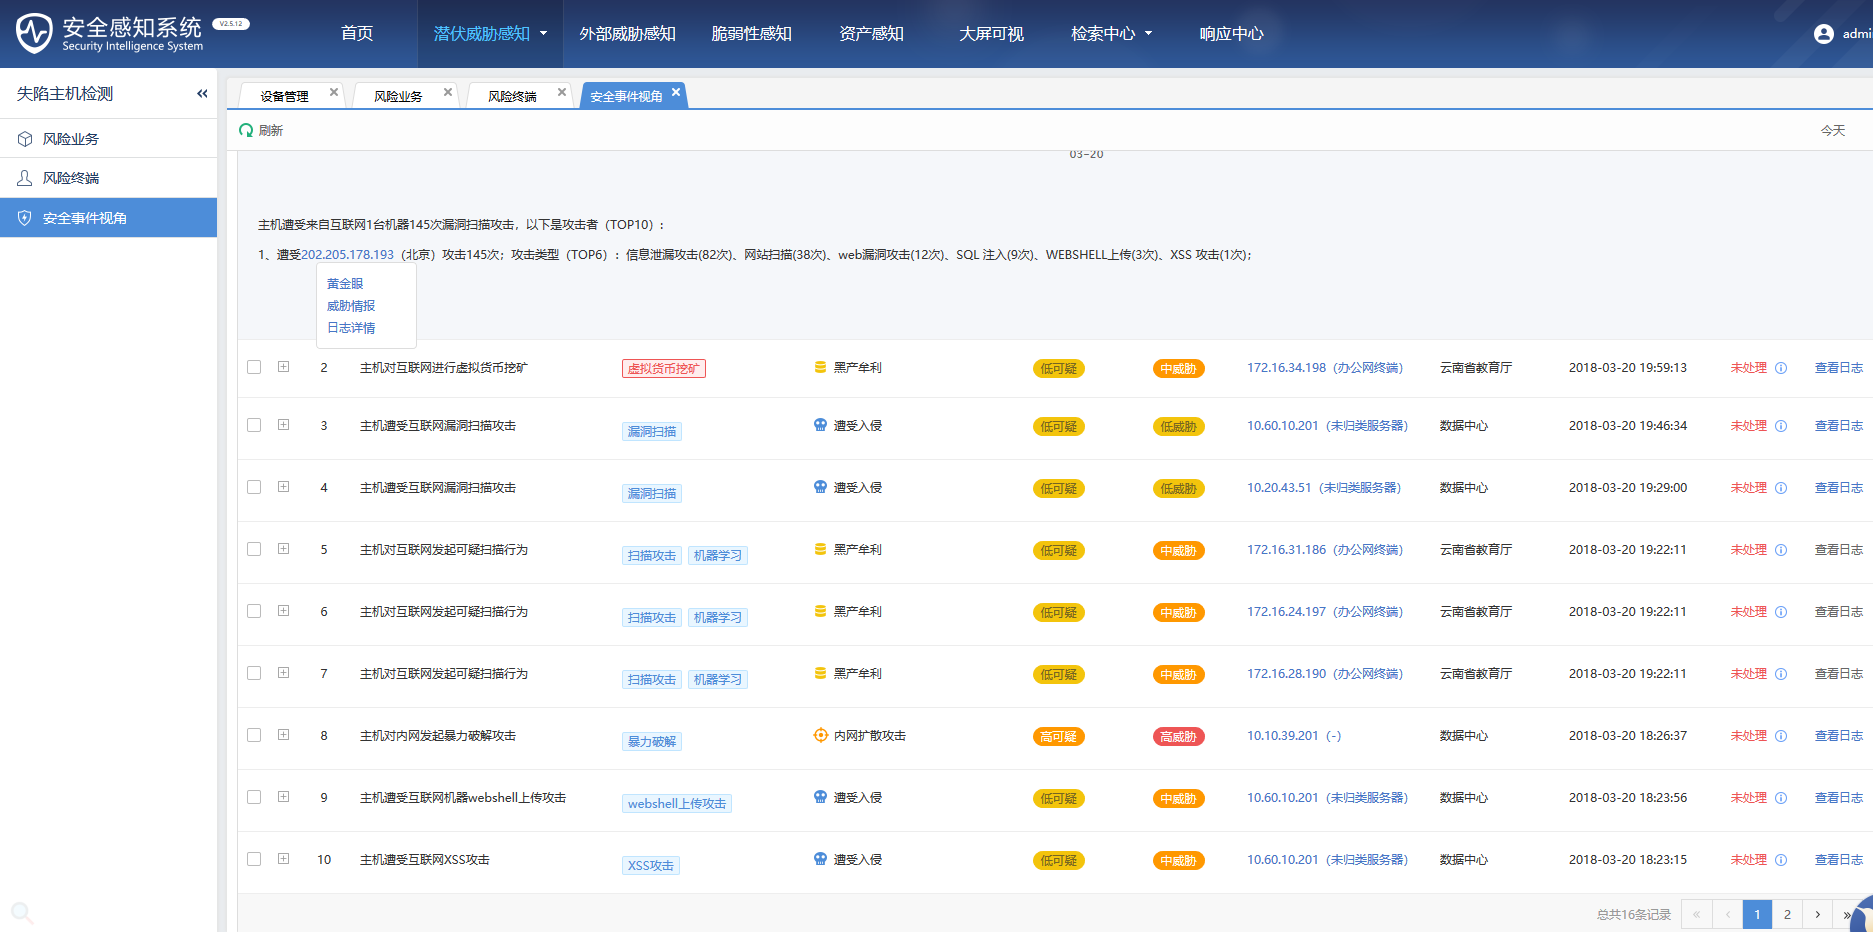 安全感知系统 V2.5.12
Security Intelligence System
首页 潜伏威胁感知 外部威胁感知 脆弱性感知 资产感知 大屏可视 检索中心 响应中心
失陷主机检测 «
风险业务
风险终端
安全事件视角
设备管理 × 风险业务 × 风险终端 × 安全事件视角 ×
刷新 今天
03-20
主机遭受来自互联网1台机器145次漏洞扫描攻击，以下是攻击者（TOP10）：
1、遭受202.205.178.193（北京）攻击145次；攻击类型（TOP6）：信息泄漏攻击(82次)、网站扫描(38次)、web漏洞攻击(12次)、SQL 注入(9次)、WEBSHELL上传(3次)、XSS 攻击(1次)；
黄金眼
威胁情报
日志详情
2 主机对互联网进行虚拟货币挖矿 虚拟货币挖矿 黑产牟利 低可疑 中威胁 172.16.34.198（办公网终端） 云南省教育厅 2018-03-20 19:59:13 未处理 查看日志
3 主机遭受互联网漏洞扫描攻击 漏洞扫描 遭受入侵 低可疑 低威胁 10.60.10.201（未归类服务器） 数据中心 2018-03-20 19:46:34 未处理 查看日志
4 主机遭受互联网漏洞扫描攻击 漏洞扫描 遭受入侵 低可疑 低威胁 10.20.43.51（未归类服务器） 数据中心 2018-03-20 19:29:00 未处理 查看日志
5 主机对互联网发起可疑扫描行为 扫描攻击 机器学习 黑产牟利 低可疑 中威胁 172.16.31.186（办公网终端） 云南省教育厅 2018-03-20 19:22:11 未处理 查看日志
6 主机对互联网发起可疑扫描行为 扫描攻击 机器学习 黑产牟利 低可疑 中威胁 172.16.24.197（办公网终端） 云南省教育厅 2018-03-20 19:22:11 未处理 查看日志
7 主机对互联网发起可疑扫描行为 扫描攻击 机器学习 黑产牟利 低可疑 中威胁 172.16.28.190（办公网终端） 云南省教育厅 2018-03-20 19:22:11 未处理 查看日志
8 主机对内网发起暴力破解攻击 暴力破解 内网扩散攻击 高可疑 高威胁 10.10.39.201（-） 数据中心 2018-03-20 18:26:37 未处理 查看日志
9 主机遭受互联网机器webshell上传攻击 webshell上传攻击 遭受入侵 低可疑 中威胁 10.60.10.201（未归类服务器） 数据中心 2018-03-20 18:23:56 未处理 查看日志
10 主机遭受互联网XSS攻击 XSS攻击 遭受入侵 低可疑 中威胁 10.60.10.201（未归类服务器） 数据中心 2018-03-20 18:23:15 未处理 查看日志
总共16条记录 « ‹ 1 2 › »